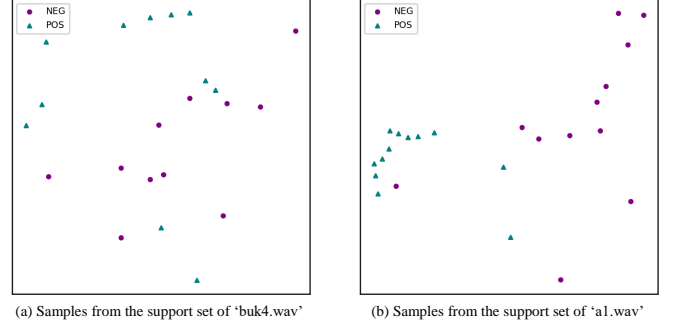 NEG
POS
NEG
POS
(a) Samples from the support set of ‘buk4.wav’
(b) Samples from the support set of ‘a1.wav’